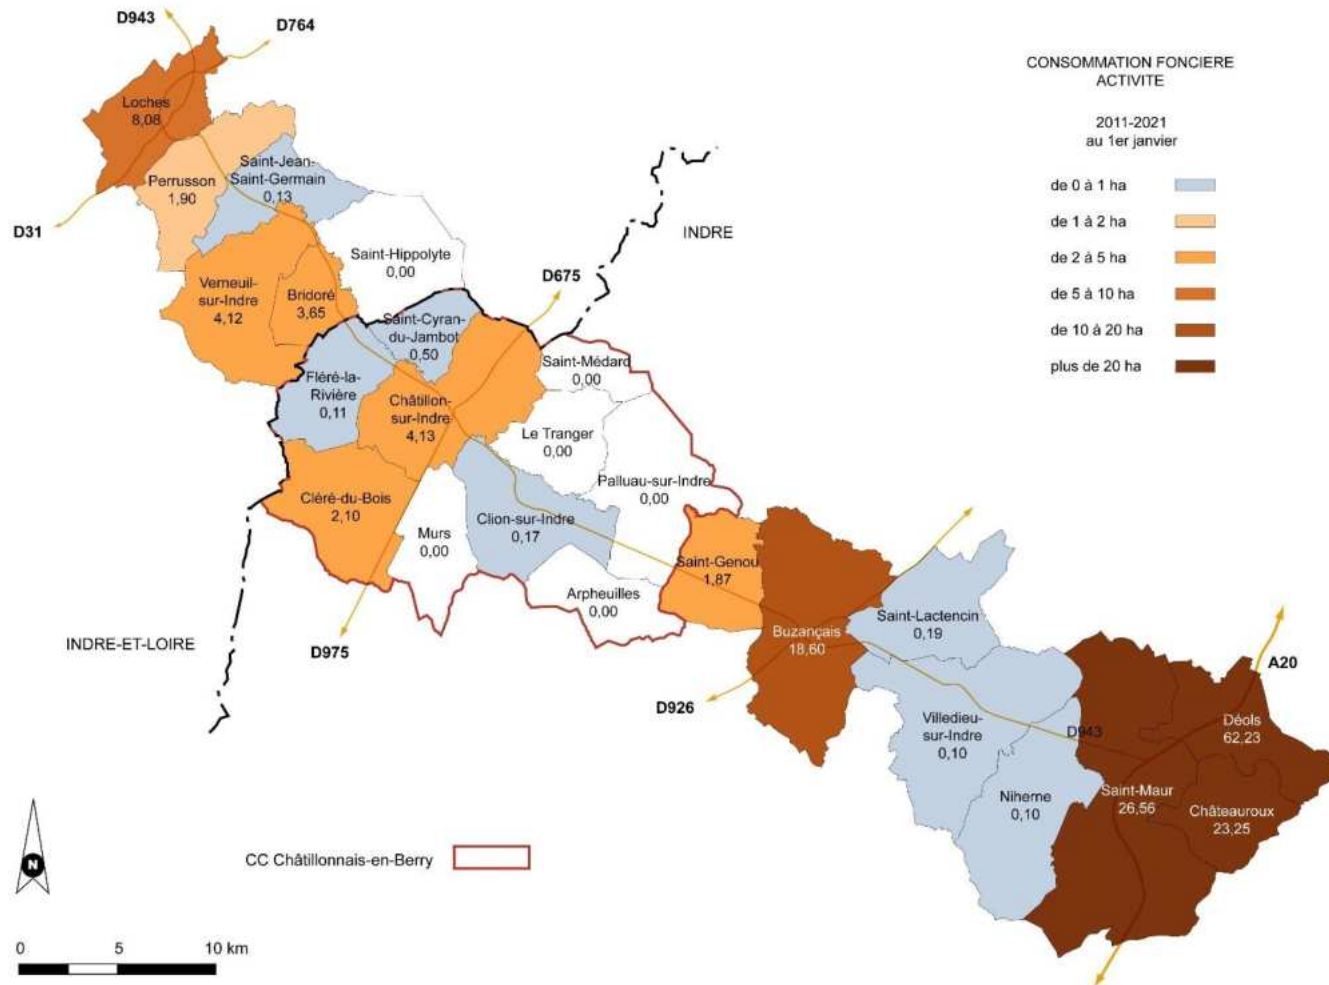 D943
D764
CONSOMMATION FONCIERE
ACTIVITE
2011-2021
au 1er janvier
de 0 à 1 ha
de 1 à 2 ha
de 2 à 5 ha
de 5 à 10 ha
de 10 à 20 ha
plus de 20 ha
Loches
8,08
Perrusson
1,90
Saint-Jean-
Saint-Germain
0,13
D31
INDRE
Saint-Hippolyte
0,00
D675
Verneuil-
sur-Indre
4,12
Bridoré
3,65
Saint-Cyran-
du-Jambot
0,50
Saint-Médard
0,00
Fléré-la-
Rivière
0,11
Châtillon-
sur-Indre
4,13
Le Tranger
0,00
Palluau-sur-Indre
0,00
Cléré-du-Bois
2,10
Murs
0,00
Clion-sur-Indre
0,17
Saint-Genou
1,87
Arpheuilles
0,00
INDRE-ET-LOIRE
D975
Buzançais
18,60
Saint-Lactencin
0,19
D926
A20
Villedieu-
sur-Indre
0,10
D943
Déols
62,23
Niherne
0,10
Saint-Maur
26,56
Châteauroux
23,25
N
CC Châtillonnais-en-Berry
0 5 10 km